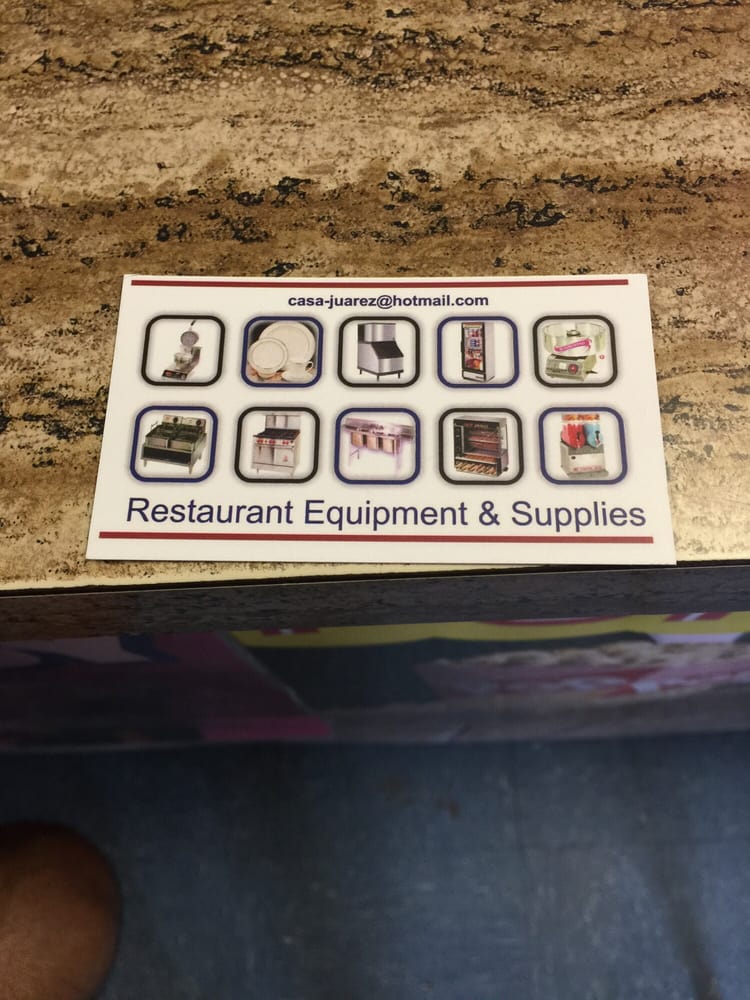 casa-juarez@hotmail.com
Restaurant Equipment & Supplies